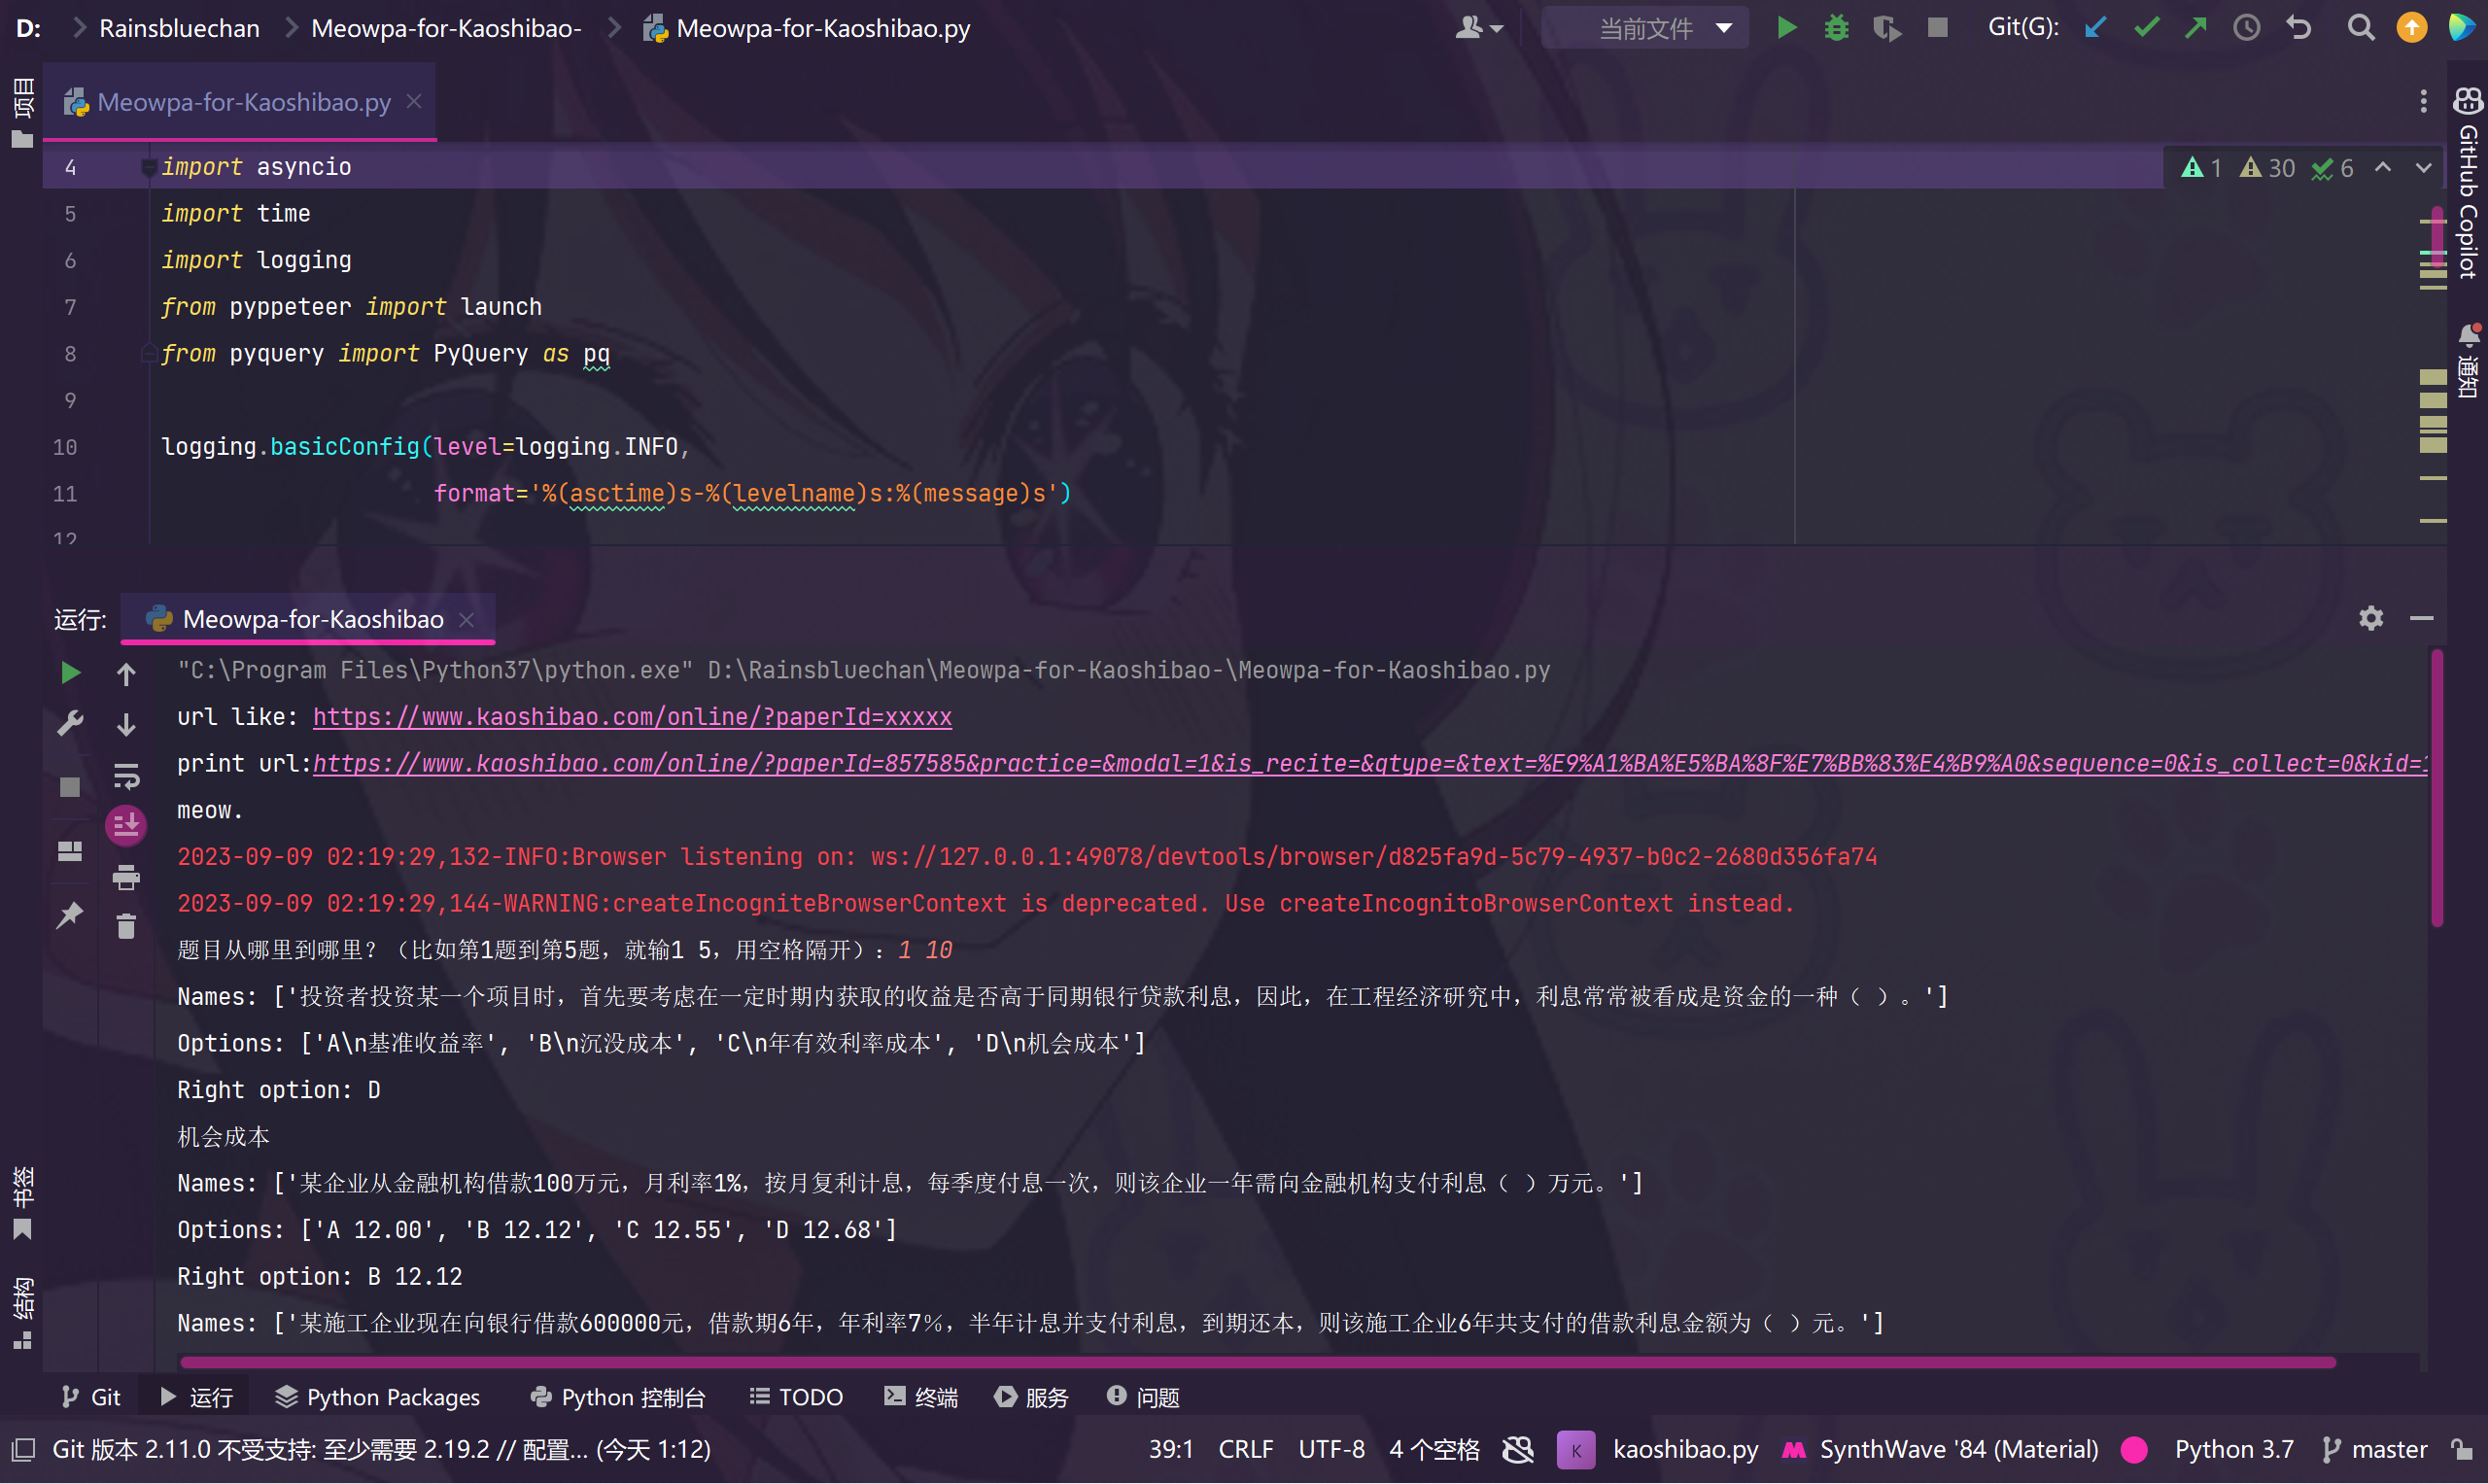 D: Rainsbluechan Meowpa-for-Kaoshibao- Meowpa-for-Kaoshibao.py 当前文件 Git(G):
项目
Meowpa-for-Kaoshibao.py
GitHub Copilot
通知
4 import asyncio
1 30 6
5 import time
6 import logging
7 from pyppeteer import launch
8 from pyquery import PyQuery as pq
9
10 logging.basicConfig(level=logging.INFO,
11 format='%(asctime)s-%(levelname)s:%(message)s')
12
运行: Meowpa-for-Kaoshibao
"C:\Program Files\Python37\python.exe" D:\Rainsbluechan\Meowpa-for-Kaoshibao-\Meowpa-for-Kaoshibao.py
url like: https://www.kaoshibao.com/online/?paperId=xxxxx
print url:https://www.kaoshibao.com/online/?paperId=857585&practice=&modal=1&is_recite=&qtype=&text=%E9%A1%BA%E5%BA%8F%E7%BB%83%E4%B9%A0&sequence=0&is_collect=0&kid=
meow.
2023-09-09 02:19:29,132-INFO:Browser listening on: ws://127.0.0.1:49078/devtools/browser/d825fa9d-5c79-4937-b0c2-2680d356fa74
2023-09-09 02:19:29,144-WARNING:createIncogniteBrowserContext is deprecated. Use createIncognitoBrowserContext instead.
题目从哪里到哪里？（比如第1题到第5题，就输1 5，用空格隔开）：1 10
Names: ['投资者投资某一个项目时，首先要考虑在一定时期内获取的收益是否高于同期银行贷款利息，因此，在工程经济研究中，利息常常被看成是资金的一种（ ）。']
Options: ['A\n基准收益率', 'B\n沉没成本', 'C\n年有效利率成本', 'D\n机会成本']
Right option: D
机会成本
Names: ['某企业从金融机构借款100万元，月利率1%，按月复利计息，每季度付息一次，则该企业一年需向金融机构支付利息（ ）万元。']
Options: ['A 12.00', 'B 12.12', 'C 12.55', 'D 12.68']
Right option: B 12.12
Names: ['某施工企业现在向银行借款600000元，借款期6年，年利率7％，半年计息并支付利息，到期还本，则该施工企业6年共支付的借款利息金额为（ ）元。']
书签
结构
Git 运行 Python Packages Python 控制台 TODO 终端 服务 问题
Git 版本 2.11.0 不受支持: 至少需要 2.19.2 // 配置... (今天 1:12) 39:1 CRLF UTF-8 4 个空格 K kaoshibao.py SynthWave '84 (Material) Python 3.7 master